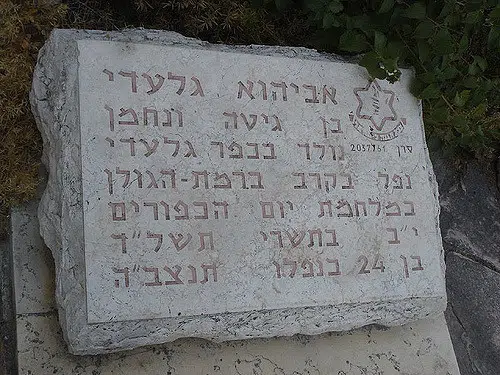 אביהוא גלעדי
בן גיטה ונחמן
סרן 2057761
נולד בכפר גלעדי
נפל בקרב ברמת-הגולן
במלחמת יום הכפורים
י״ב בתשרי תשל״ד
בן 24 בנפלו תנצב״ה